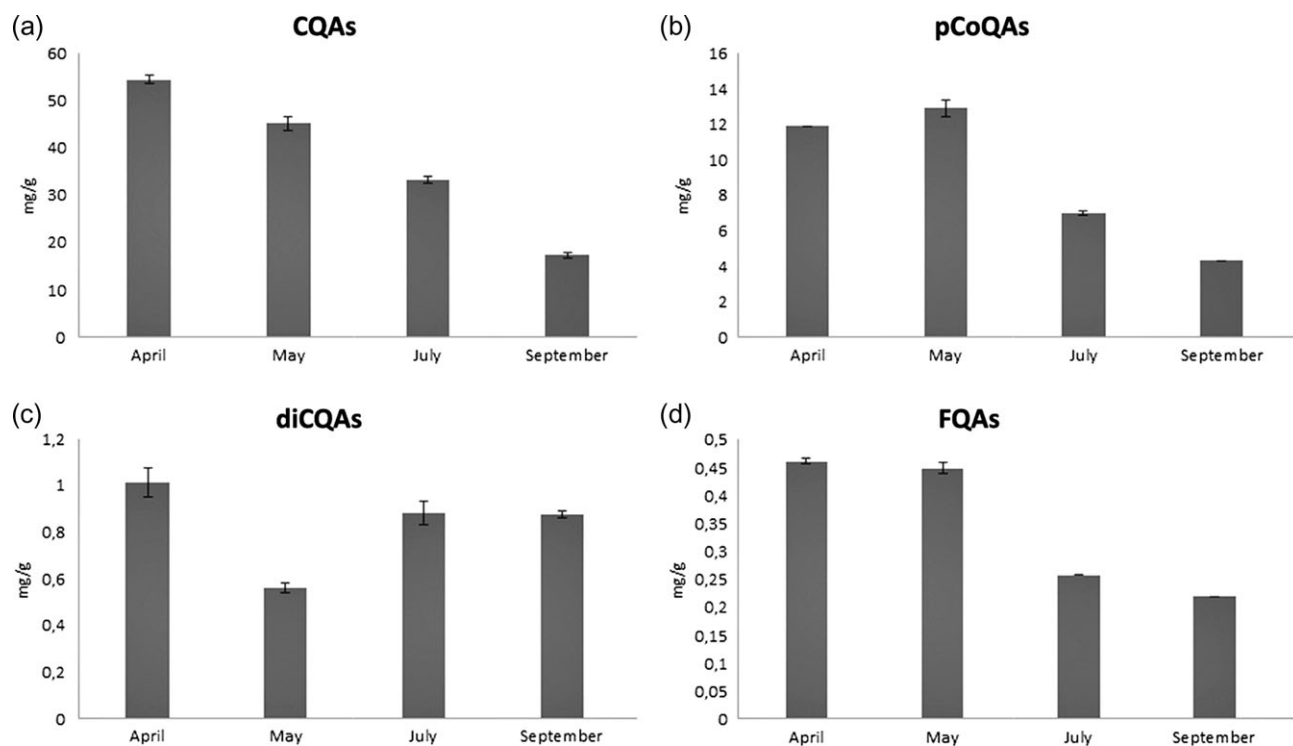 (a)
CQAs
60
50
40
30
20
10
0
mg/g
April May July September
(b)
pCoQAs
16
14
12
10
8
6
4
2
0
mg/g
April May July September
(c)
diCQAs
1,2
1
0,8
0,6
0,4
0,2
0
mg/g
April May July September
(d)
FQAs
0,5
0,45
0,4
0,35
0,3
0,25
0,2
0,15
0,1
0,05
0
mg/g
April May July September